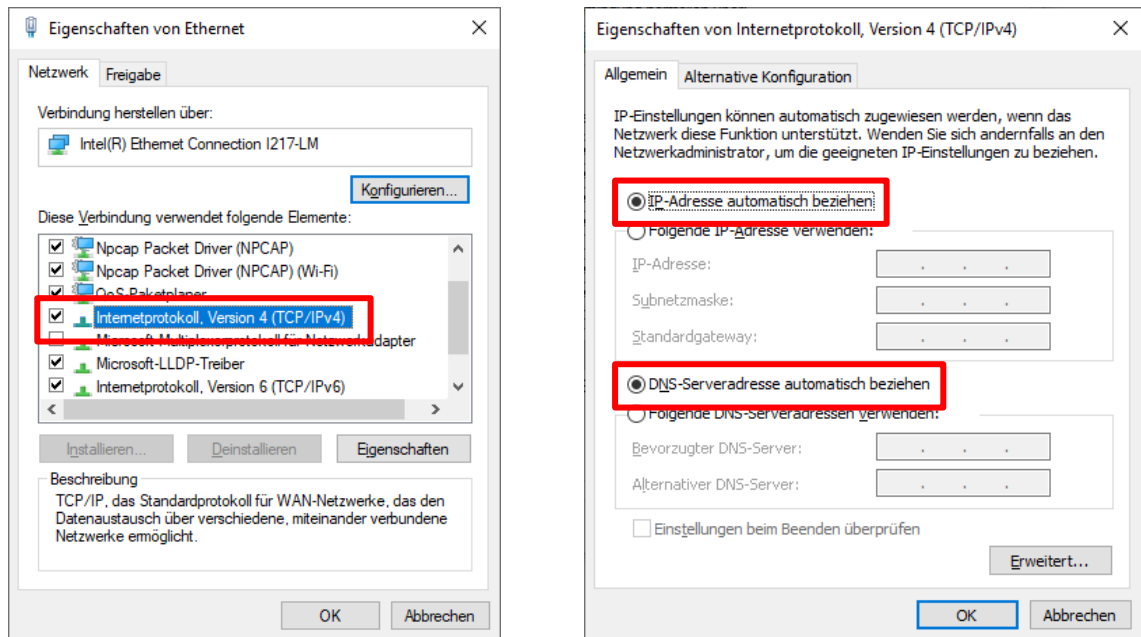 Eigenschaften von Ethernet
Netzwerk
Freigabe
Verbindung herstellen über:
Intel(R) Ethernet Connection I217-LM
Konfigurieren...
Diese Verbindung verwendet folgende Elemente:
Npcap Packet Driver (NPCAP)
Npcap Packet Driver (NPCAP) (Wi-Fi)
QoS-Paketplaner
Internetprotokoll, Version 4 (TCP/IPv4)
Microsoft-Multiplexorprotokoll für Netzwerkadapter
Microsoft-LLDP-Treiber
Internetprotokoll, Version 6 (TCP/IPv6)
Installieren...
Deinstallieren
Eigenschaften
Beschreibung
TCP/IP, das Standardprotokoll für WAN-Netzwerke, das den
Datenaustausch über verschiedene, miteinander verbundene
Netzwerke ermöglicht.
OK
Abbrechen
Eigenschaften von Internetprotokoll, Version 4 (TCP/IPv4)
Allgemein
Alternative Konfiguration
IP-Einstellungen können automatisch zugewiesen werden, wenn das
Netzwerk diese Funktion unterstützt. Wenden Sie sich andernfalls an den
Netzwerkadministrator, um die geeigneten IP-Einstellungen zu beziehen.
IP-Adresse automatisch beziehen
Folgende IP-Adresse verwenden:
IP-Adresse:
Subnetzmaske:
Standardgateway:
DNS-Serveradresse automatisch beziehen
Folgende DNS-Serveradressen verwenden:
Bevorzugter DNS-Server:
Alternativer DNS-Server:
Einstellungen beim Beenden überprüfen
Erweitert...
OK
Abbrechen